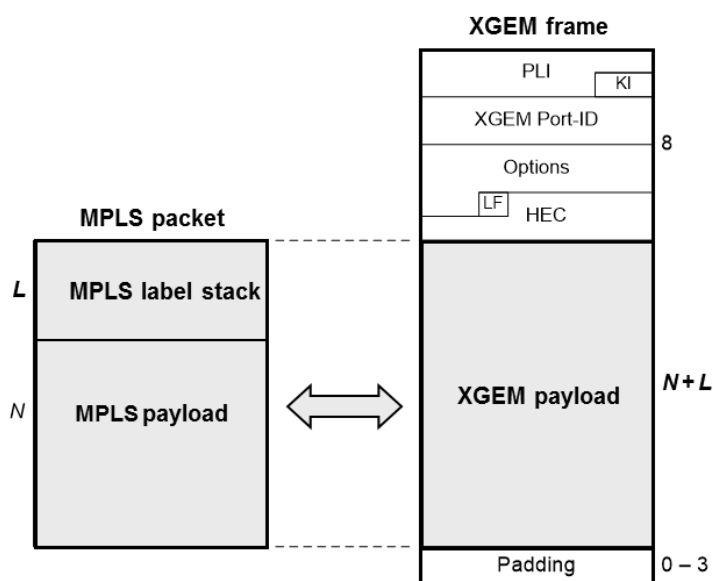 XGEM frame
PLI
KI
XGEM Port-ID
8
Options
LF
HEC
MPLS packet
L
MPLS label stack
N
MPLS payload
XGEM payload
N + L
Padding
0 – 3